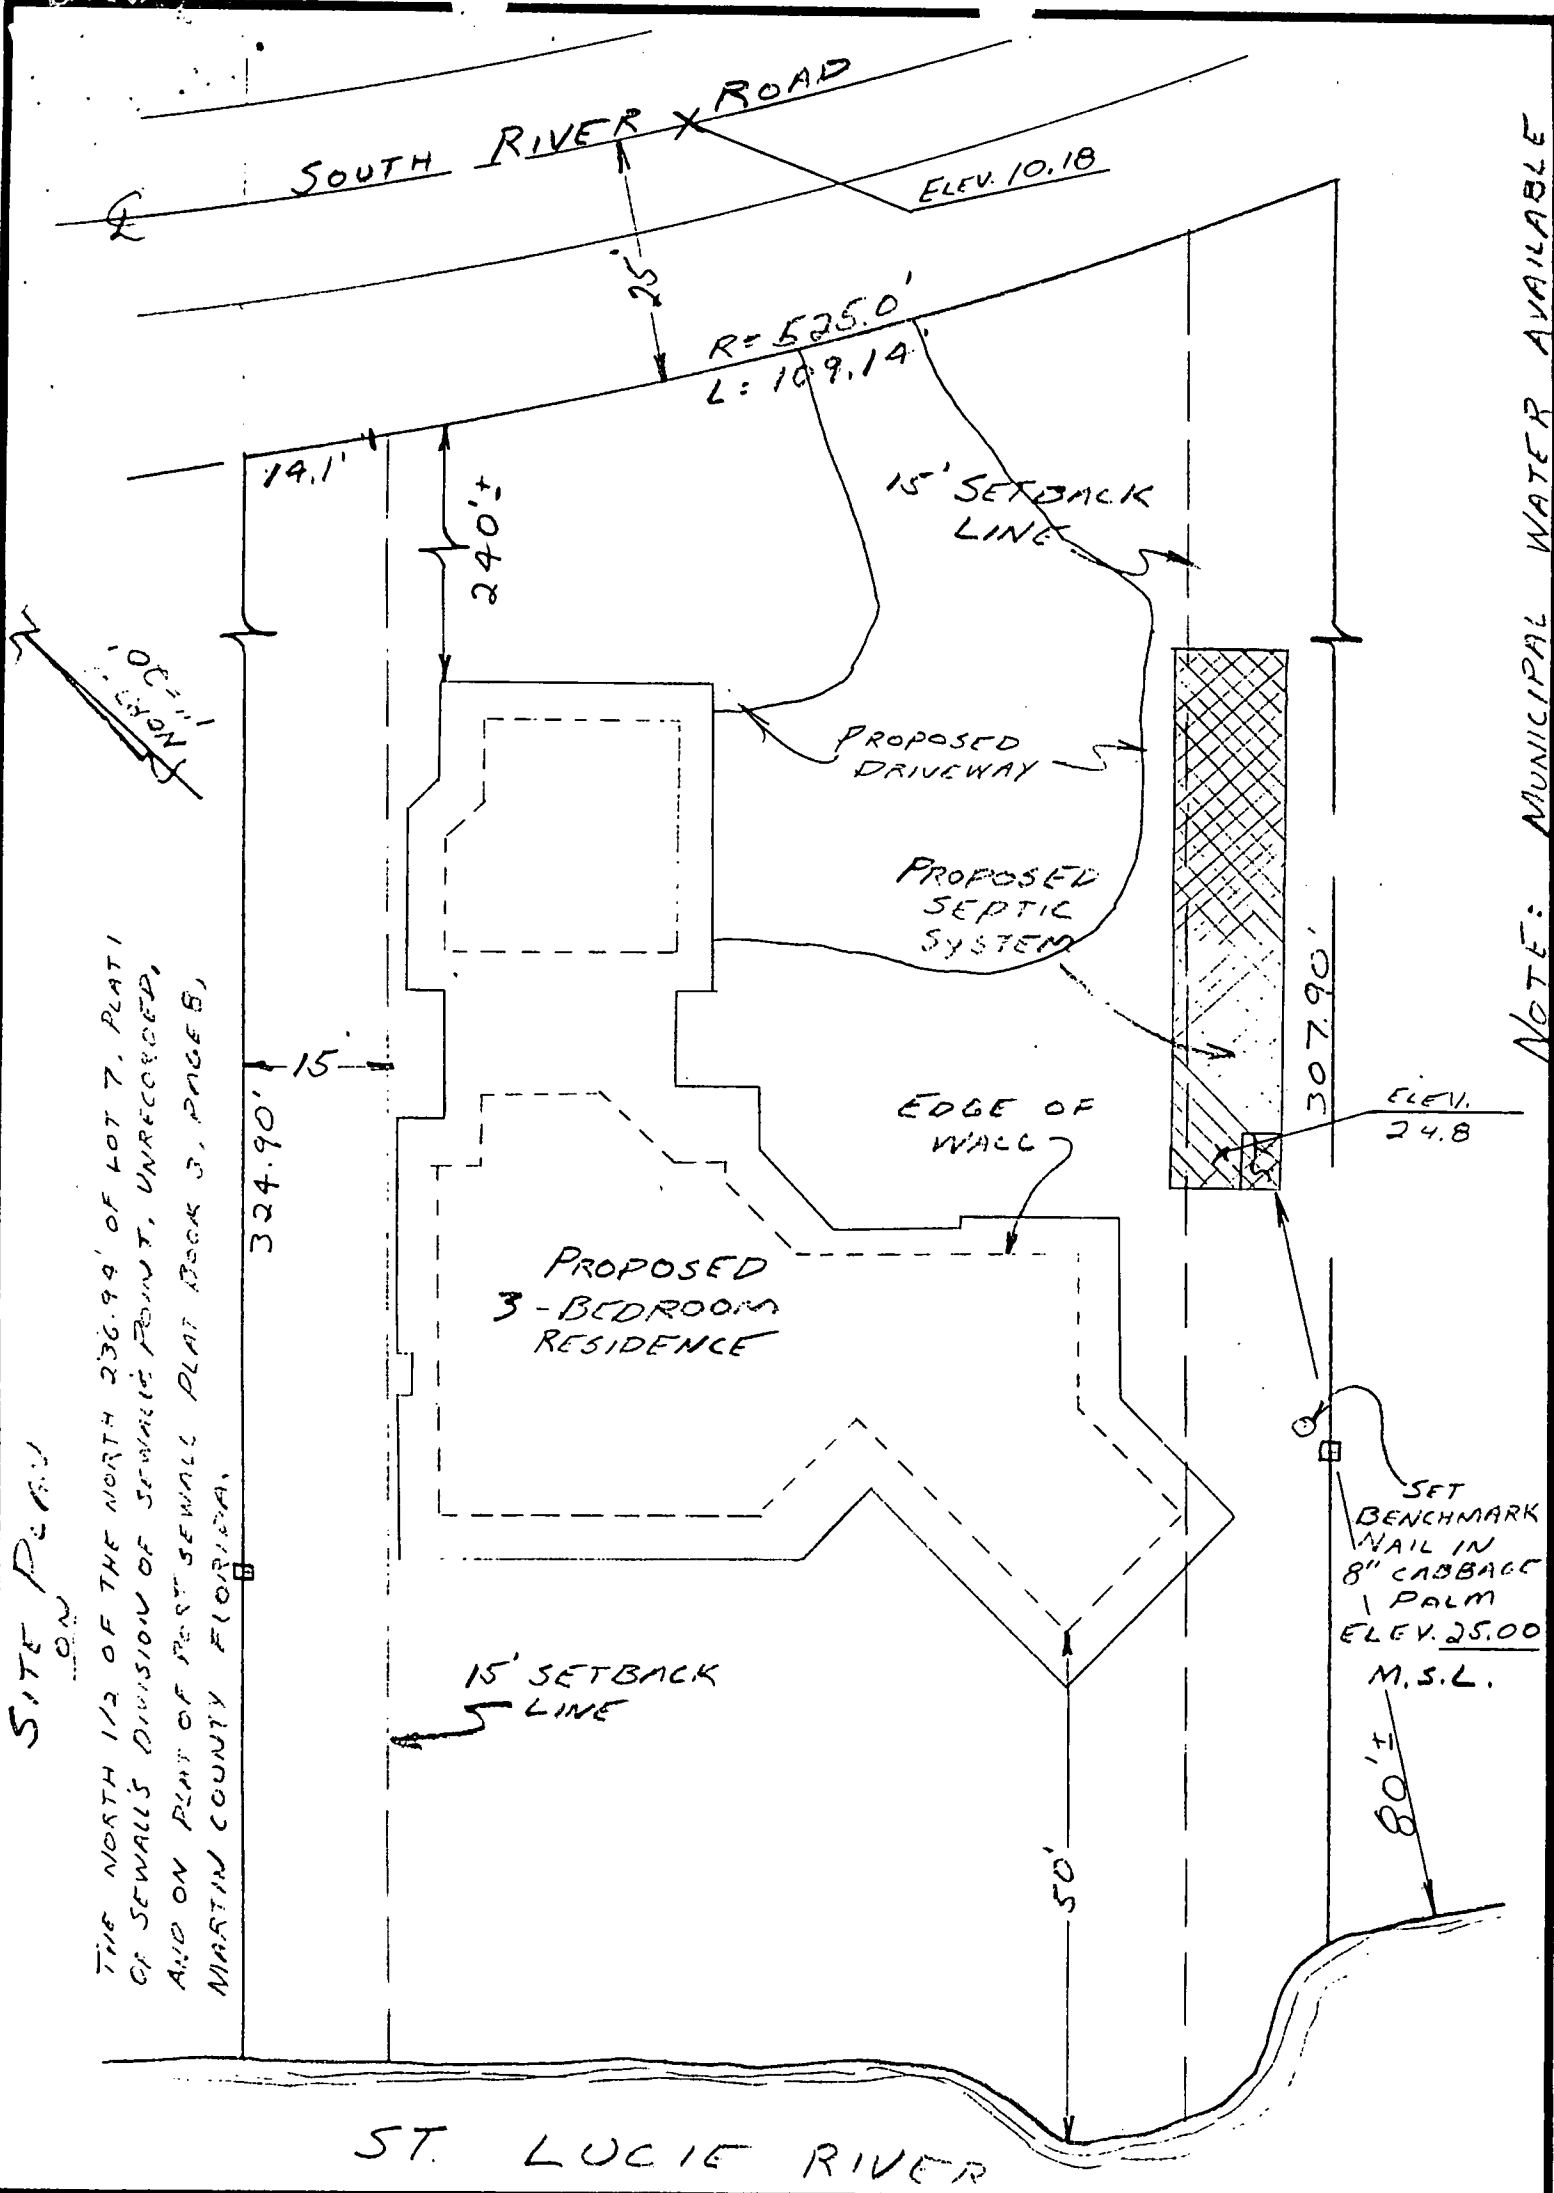 SOUTH RIVER ROAD
℄
ELEV. 10.18
25'
R= 525.0'
L= 109.14'
14.1'
240'±
15' SETBACK
LINE
NORTH
1"=20'
PROPOSED
DRIVEWAY
PROPOSED
SEPTIC
SYSTEM
15'
324.90'
307.90'
EDGE OF
WALL
ELEV.
24.8
PROPOSED
3-BEDROOM
RESIDENCE
SET
BENCHMARK
NAIL IN
8" CABBAGE
PALM
ELEV. 25.00
M.S.L.
80'±
15' SETBACK
LINE
50'
ST. LUCIE RIVER
NOTE: MUNICIPAL WATER AVAILABLE
SITE PLAN
ON
THE NORTH 1/2 OF THE NORTH 236.94' OF LOT 7, PLAT 1
OF SEWALL'S DIVISION OF SEWALLS POINT, UNRECORDED,
AND ON PLAT OF PORT SEWALL PLAT BOOK 3, PAGE 8,
MARTIN COUNTY FLORIDA.